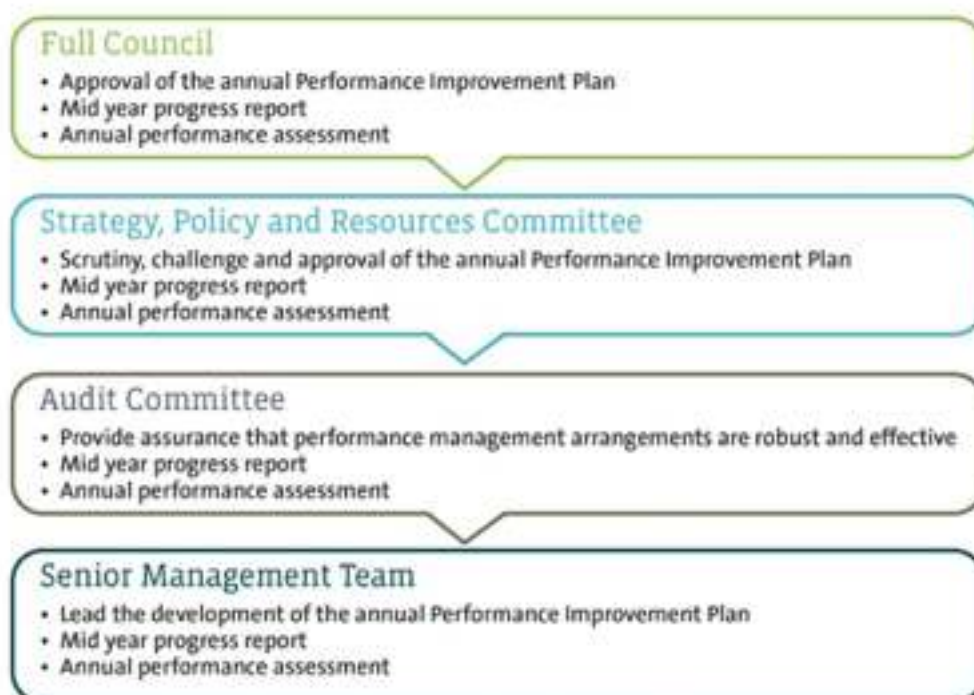 Full Council
• Approval of the annual Performance Improvement Plan
• Mid year progress report
• Annual performance assessment
Strategy, Policy and Resources Committee
• Scrutiny, challenge and approval of the annual Performance Improvement Plan
• Mid year progress report
• Annual performance assessment
Audit Committee
• Provide assurance that performance management arrangements are robust and effective
• Mid year progress report
• Annual performance assessment
Senior Management Team
• Lead the development of the annual Performance Improvement Plan
• Mid year progress report
• Annual performance assessment